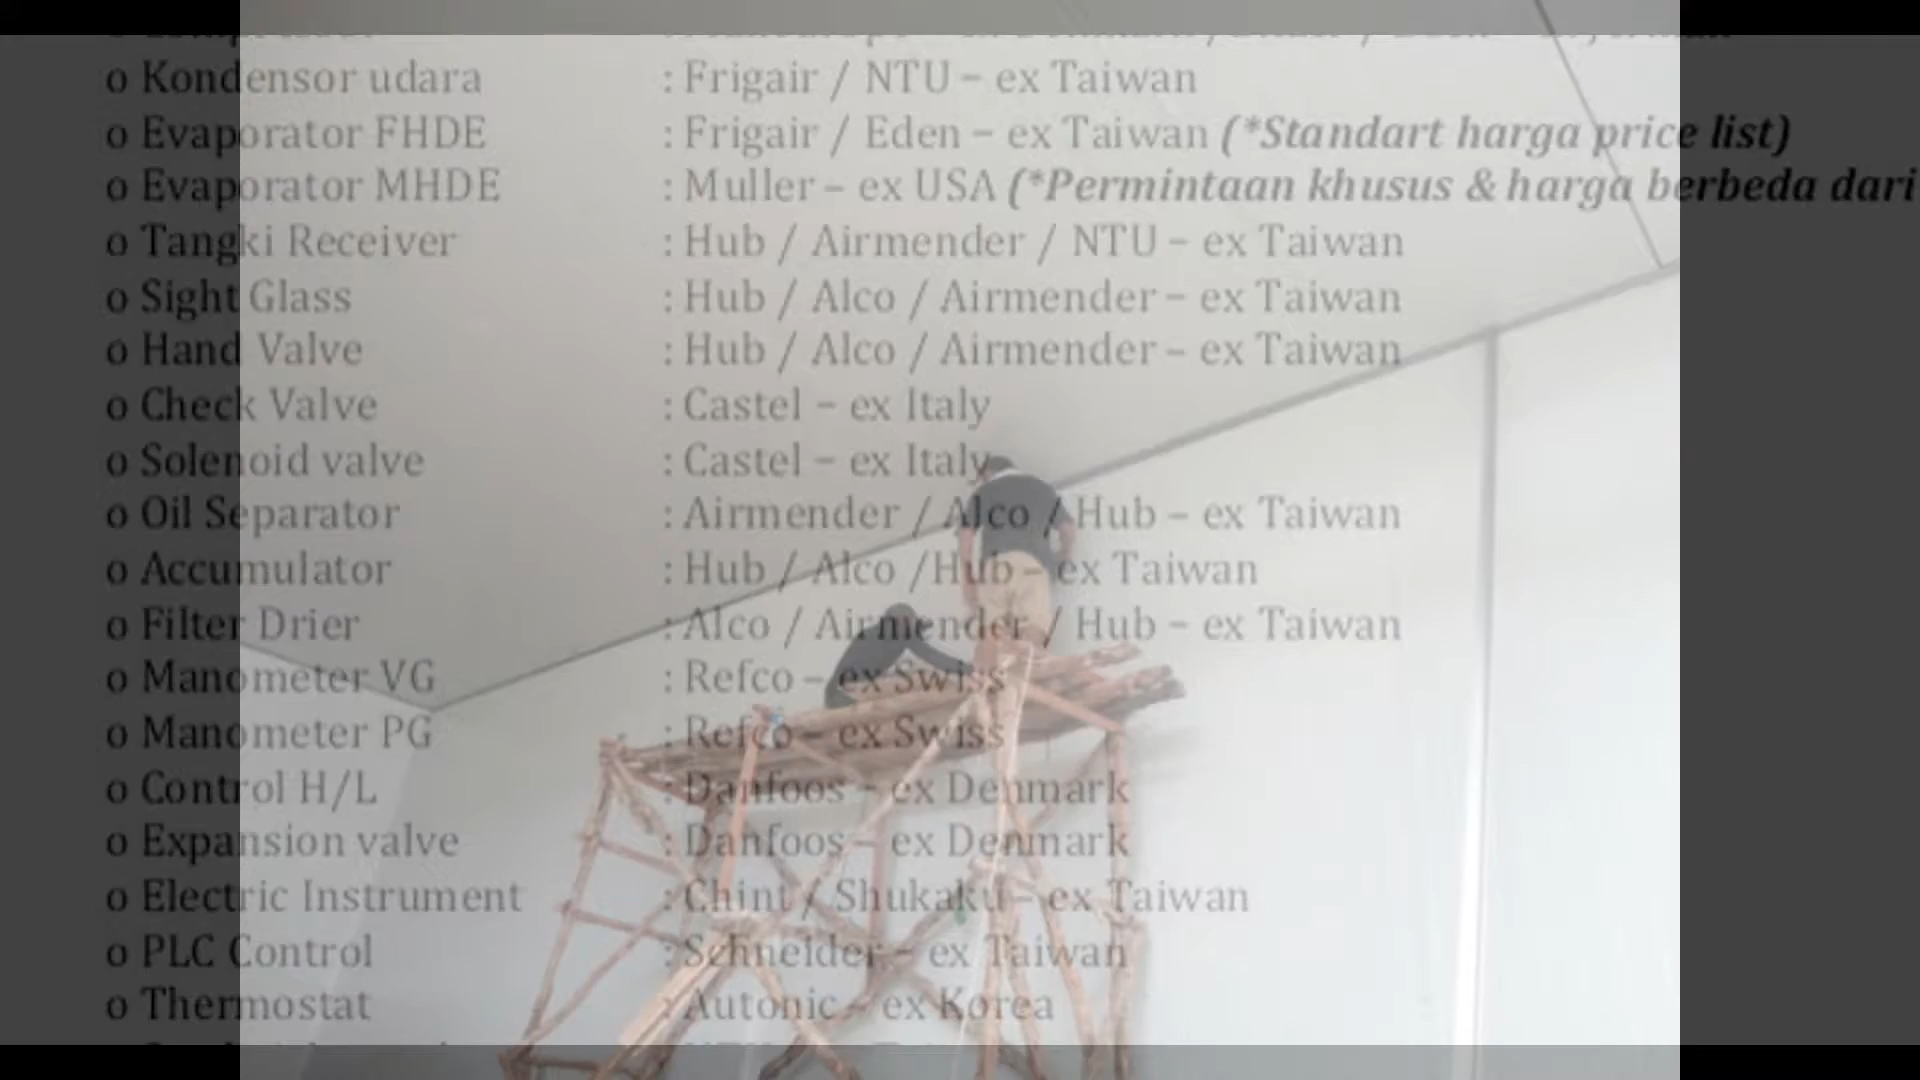 o Kondensor udara : Frigair / NTU – ex Taiwan
o Evaporator FHDE : Frigair / Eden – ex Taiwan (*Standart harga price list)
o Evaporator MHDE : Muller – ex USA (*Permintaan khusus & harga berbeda dari
o Tangki Receiver : Hub / Airmender / NTU – ex Taiwan
o Sight Glass : Hub / Alco / Airmender – ex Taiwan
o Hand Valve : Hub / Alco / Airmender – ex Taiwan
o Check Valve : Castel – ex Italy
o Solenoid valve : Castel – ex Italy
o Oil Separator : Airmender / Alco / Hub – ex Taiwan
o Accumulator : Hub / Alco /Hub – ex Taiwan
o Filter Drier : Alco / Airmender / Hub – ex Taiwan
o Manometer VG : Refco – ex Swiss
o Manometer PG : Refco – ex Swiss
o Control H/L : Danfoos – ex Denmark
o Expansion valve : Danfoos – ex Denmark
o Electric Instrument : Chint / Shukaku – ex Taiwan
o PLC Control : Schneider – ex Taiwan
o Thermostat : Autonic – ex Korea